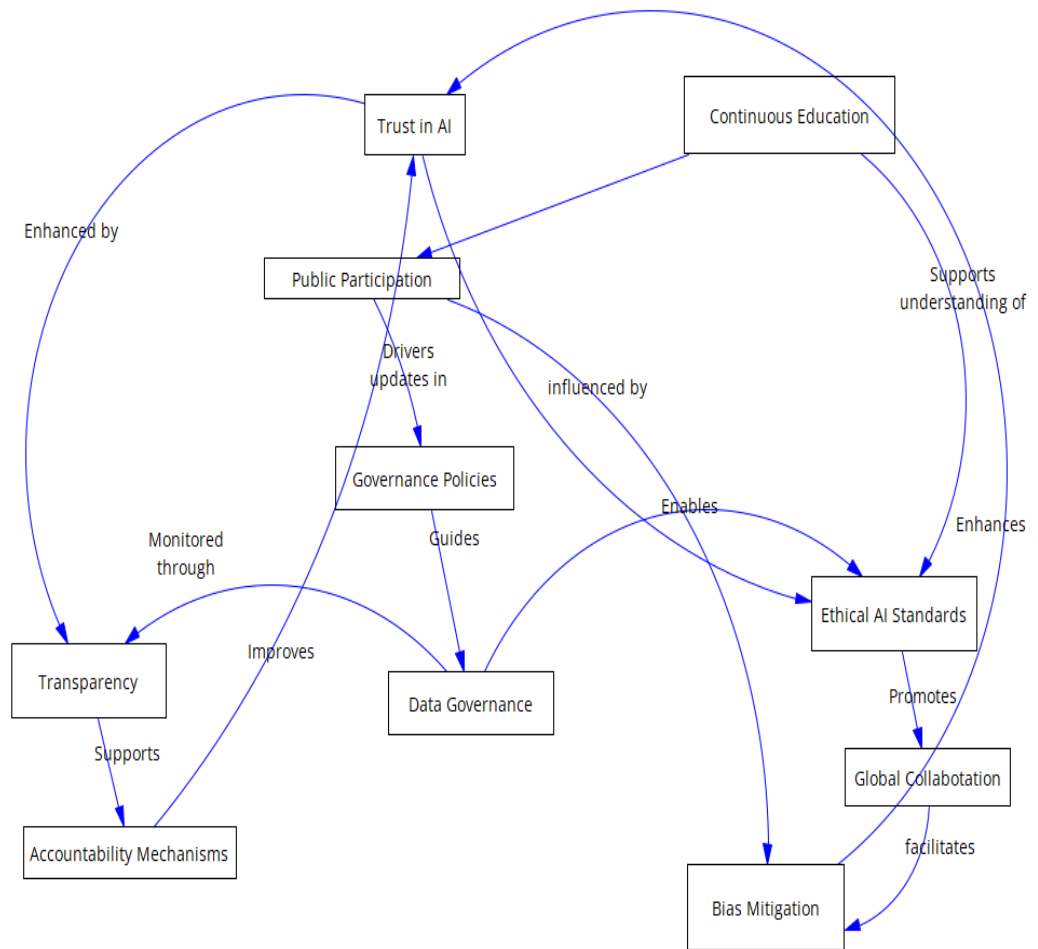 Continuous Education
Trust in AI
Enhanced by
Public Participation
Supports
understanding of
Drivers
updates in
influenced by
Governance Policies
Enables
Enhances
Guides
Monitored
through
Ethical AI Standards
Improves
Transparency
Data Governance
Promotes
Supports
Global Collabotation
facilitates
Accountability Mechanisms
Bias Mitigation